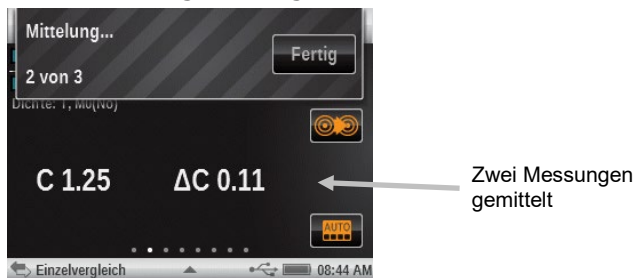 Mittelung...
Fertig
2 von 3
Dichte: T, M0(No)
C 1.25 ΔC 0.11
Zwei Messungen
gemittelt
AUTO
Einzelvergleich 08:44 AM